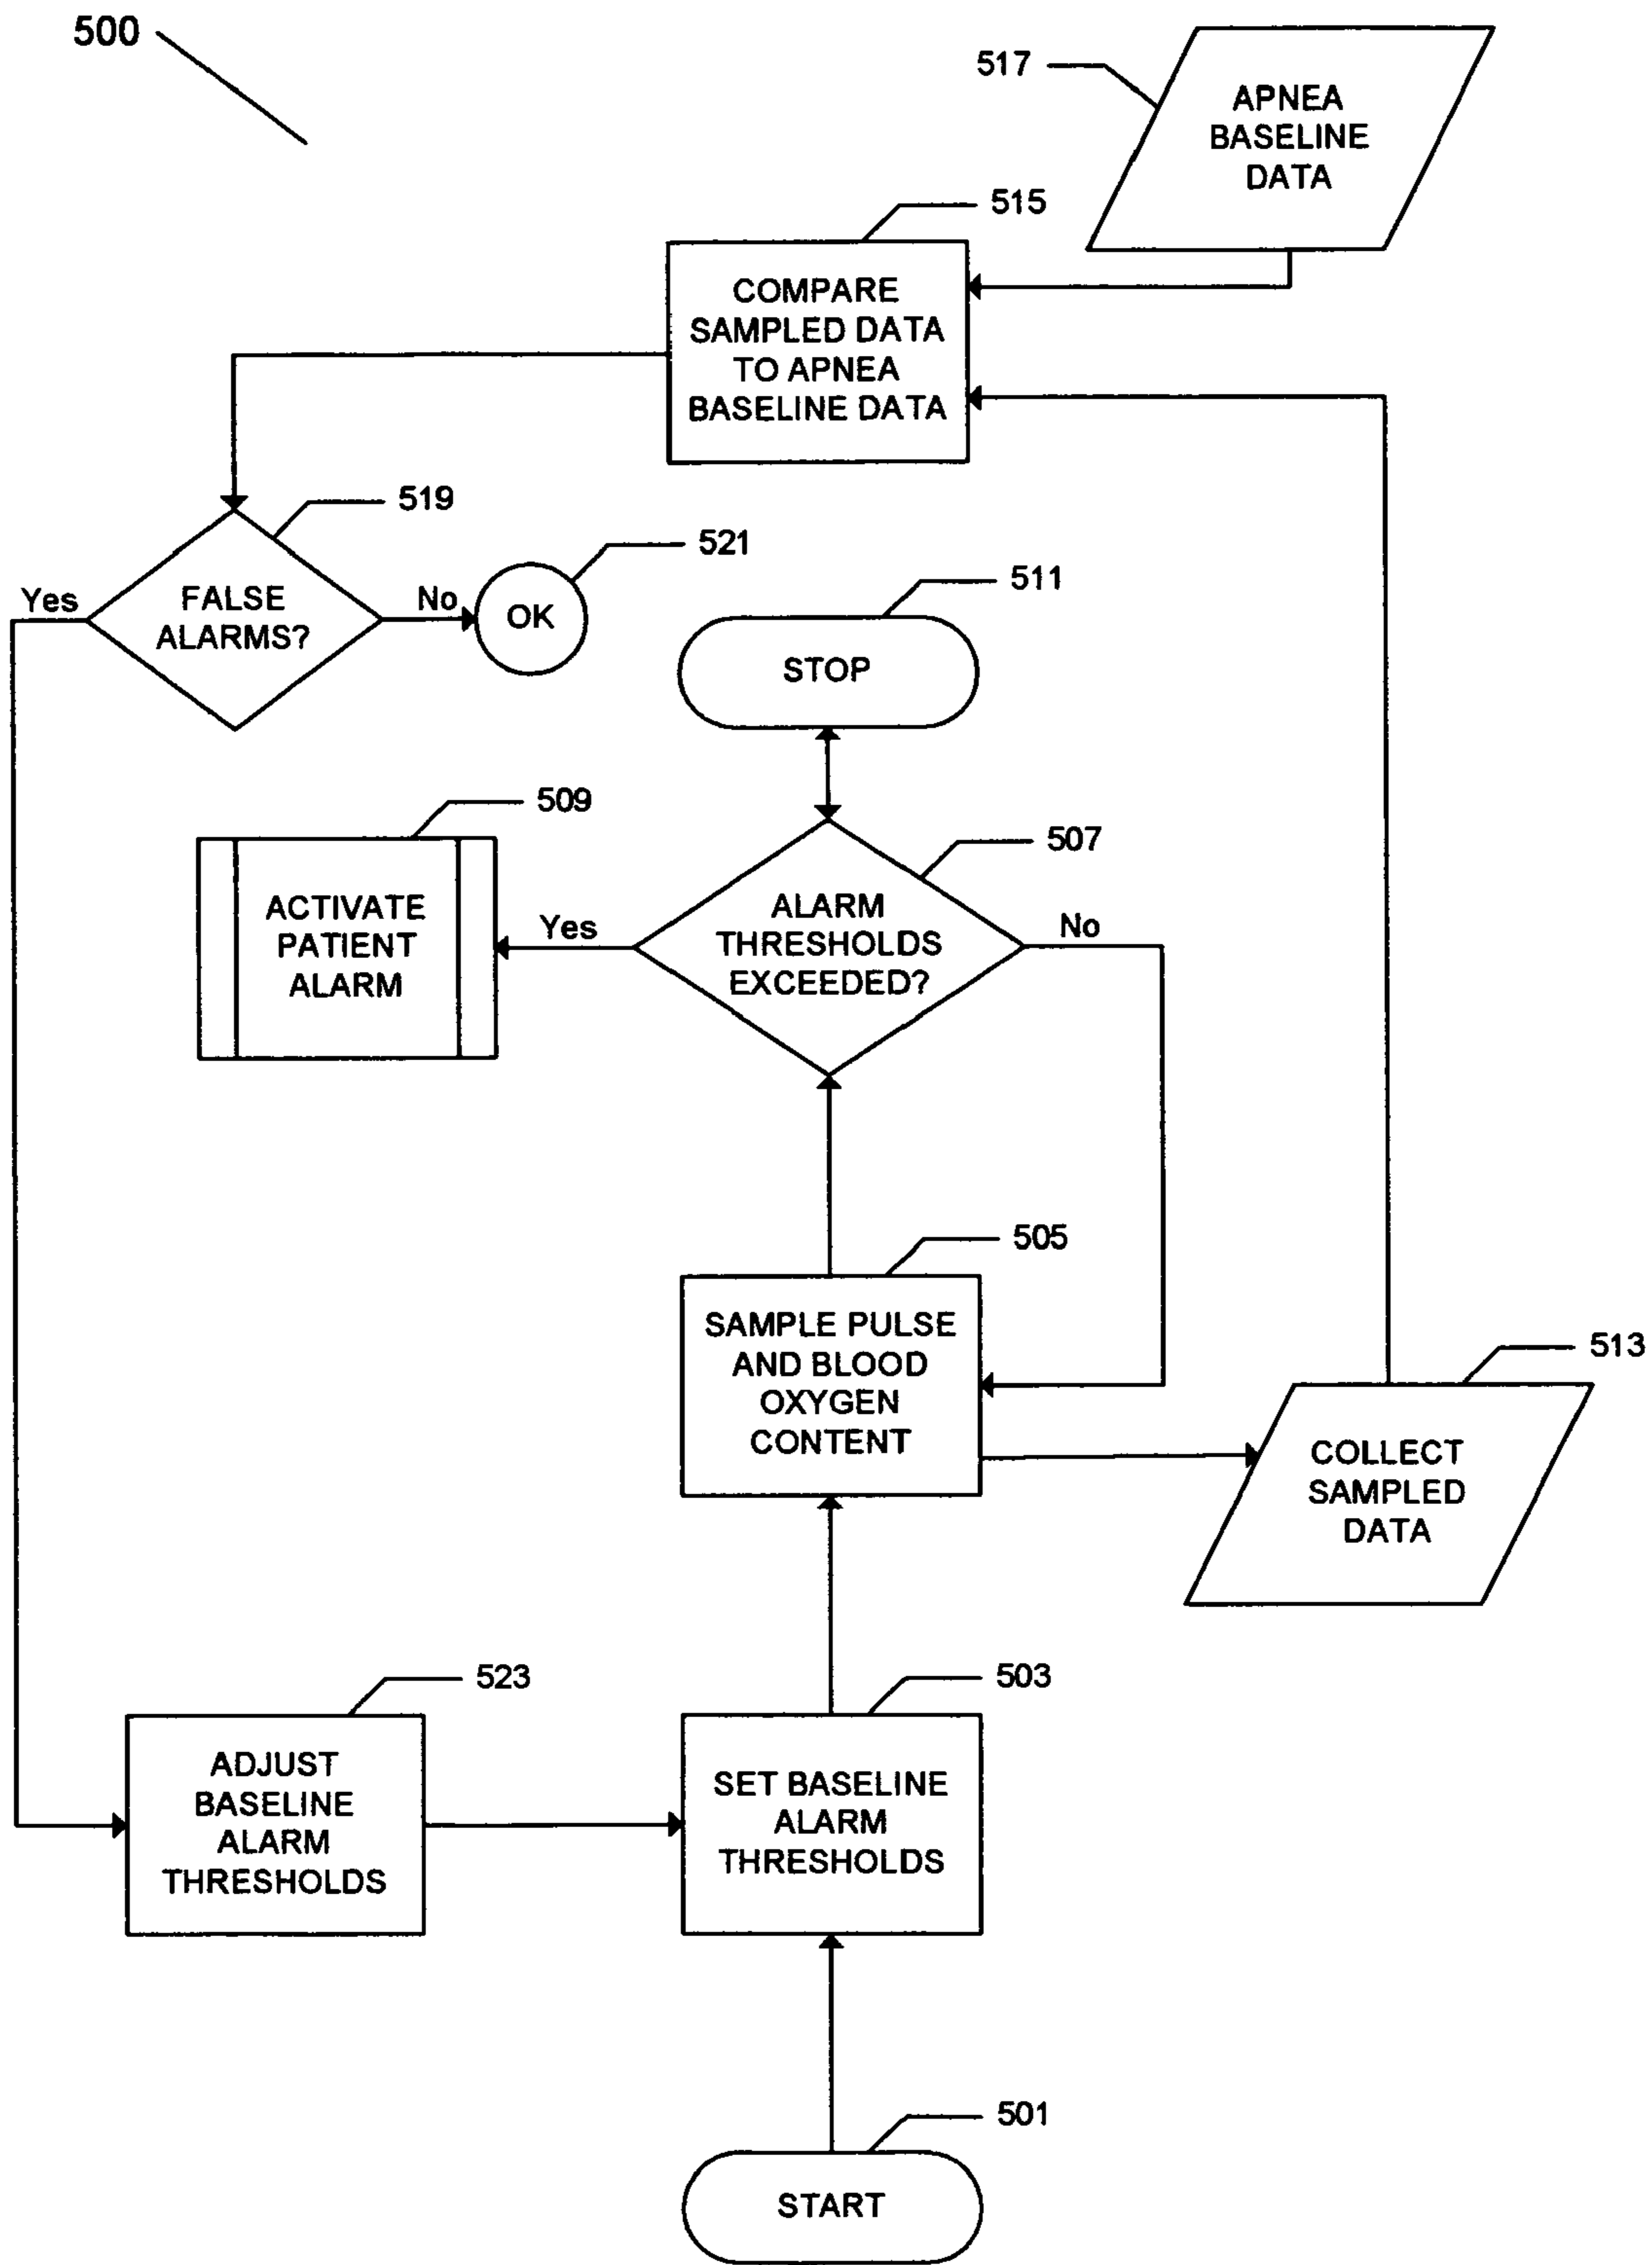 500
517
APNEA
BASELINE
DATA
515
COMPARE
SAMPLED DATA
TO APNEA
BASELINE DATA
519
FALSE
ALARMS?
Yes
No
521
OK
511
STOP
509
ACTIVATE
PATIENT
ALARM
507
ALARM
THRESHOLDS
EXCEEDED?
Yes
No
505
SAMPLE PULSE
AND BLOOD
OXYGEN
CONTENT
513
COLLECT
SAMPLED
DATA
523
ADJUST
BASELINE
ALARM
THRESHOLDS
503
SET BASELINE
ALARM
THRESHOLDS
501
START